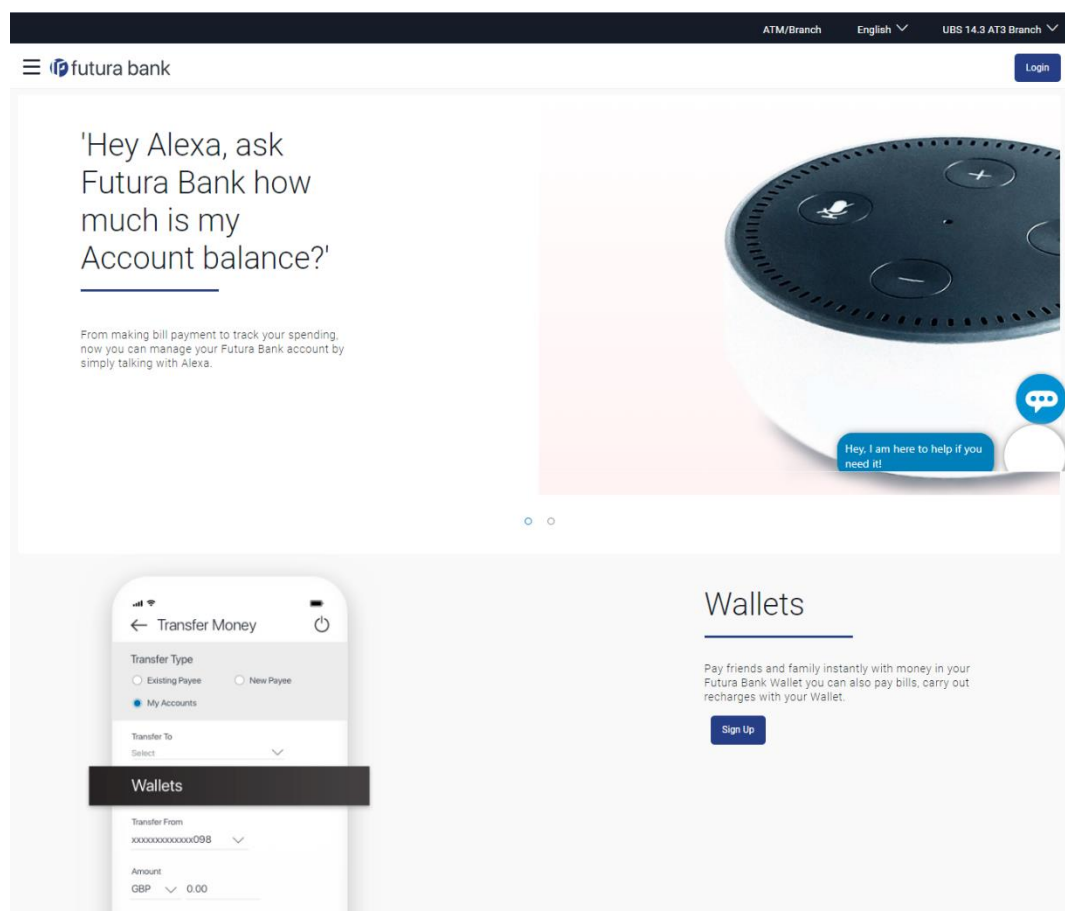 ATM/Branch English UBS 14.3 AT3 Branch
futura bank Login
'Hey Alexa, ask
Futura Bank how
much is my
Account balance?'
From making bill payment to track your spending,
now you can manage your Futura Bank account by
simply talking with Alexa.
Hey, I am here to help if you
need it!
Transfer Money
Transfer Type
Existing Payee New Payee
My Accounts
Transfer To
Select
Wallets
Transfer From
xxxxxxxxxxxxx098
Amount
GBP 0.00
Wallets
Pay friends and family instantly with money in your
Futura Bank Wallet you can also pay bills, carry out
recharges with your Wallet.
Sign Up